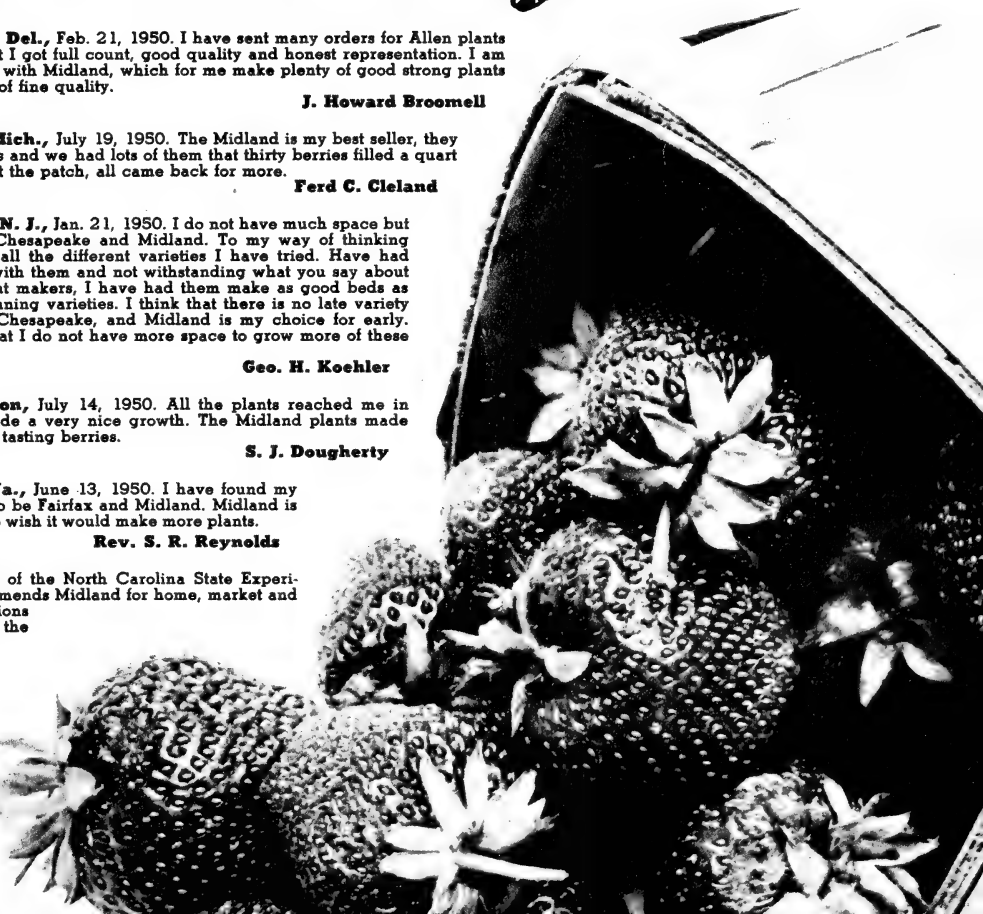 Del., Feb. 21, 1950. I have sent many orders for Allen plants
I got full count, good quality and honest representation. I am
with Midland, which for me make plenty of good strong plants
of fine quality.
J. Howard Broomell
Mich., July 19, 1950. The Midland is my best seller, they
and we had lots of them that thirty berries filled a quart
the patch, all came back for more.
Ferd C. Cleland
N. J., Jan. 21, 1950. I do not have much space but
Chesapeake and Midland. To my way of thinking
all the different varieties I have tried. Have had
with them and not withstanding what you say about
makers, I have had them make as good beds as
varieties. I think that there is no late variety
Chesapeake, and Midland is my choice for early.
I do not have more space to grow more of these
Geo. H. Koehler
on, July 14, 1950. All the plants reached me in
de a very nice growth. The Midland plants made
tasting berries.
S. J. Dougherty
a., June 13, 1950. I have found my
be Fairfax and Midland. Midland is
wish it would make more plants.
Rev. S. R. Reynolds
of the North Carolina State Experi-
mends Midland for home, market and
ions
the